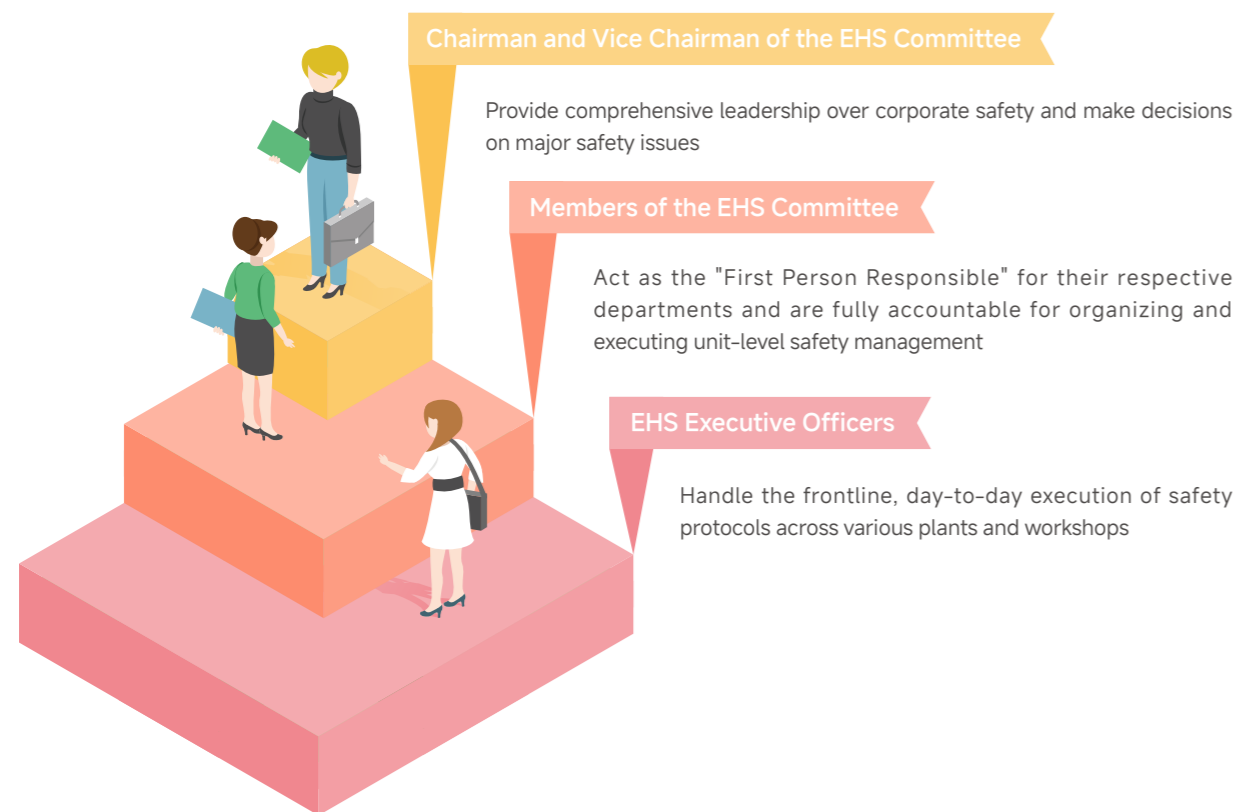 Chairman and Vice Chairman of the EHS Committee
Provide comprehensive leadership over corporate safety and make decisions
on major safety issues
Members of the EHS Committee
Act as the "First Person Responsible" for their respective
departments and are fully accountable for organizing and
executing unit-level safety management
EHS Executive Officers
Handle the frontline, day-to-day execution of safety
protocols across various plants and workshops